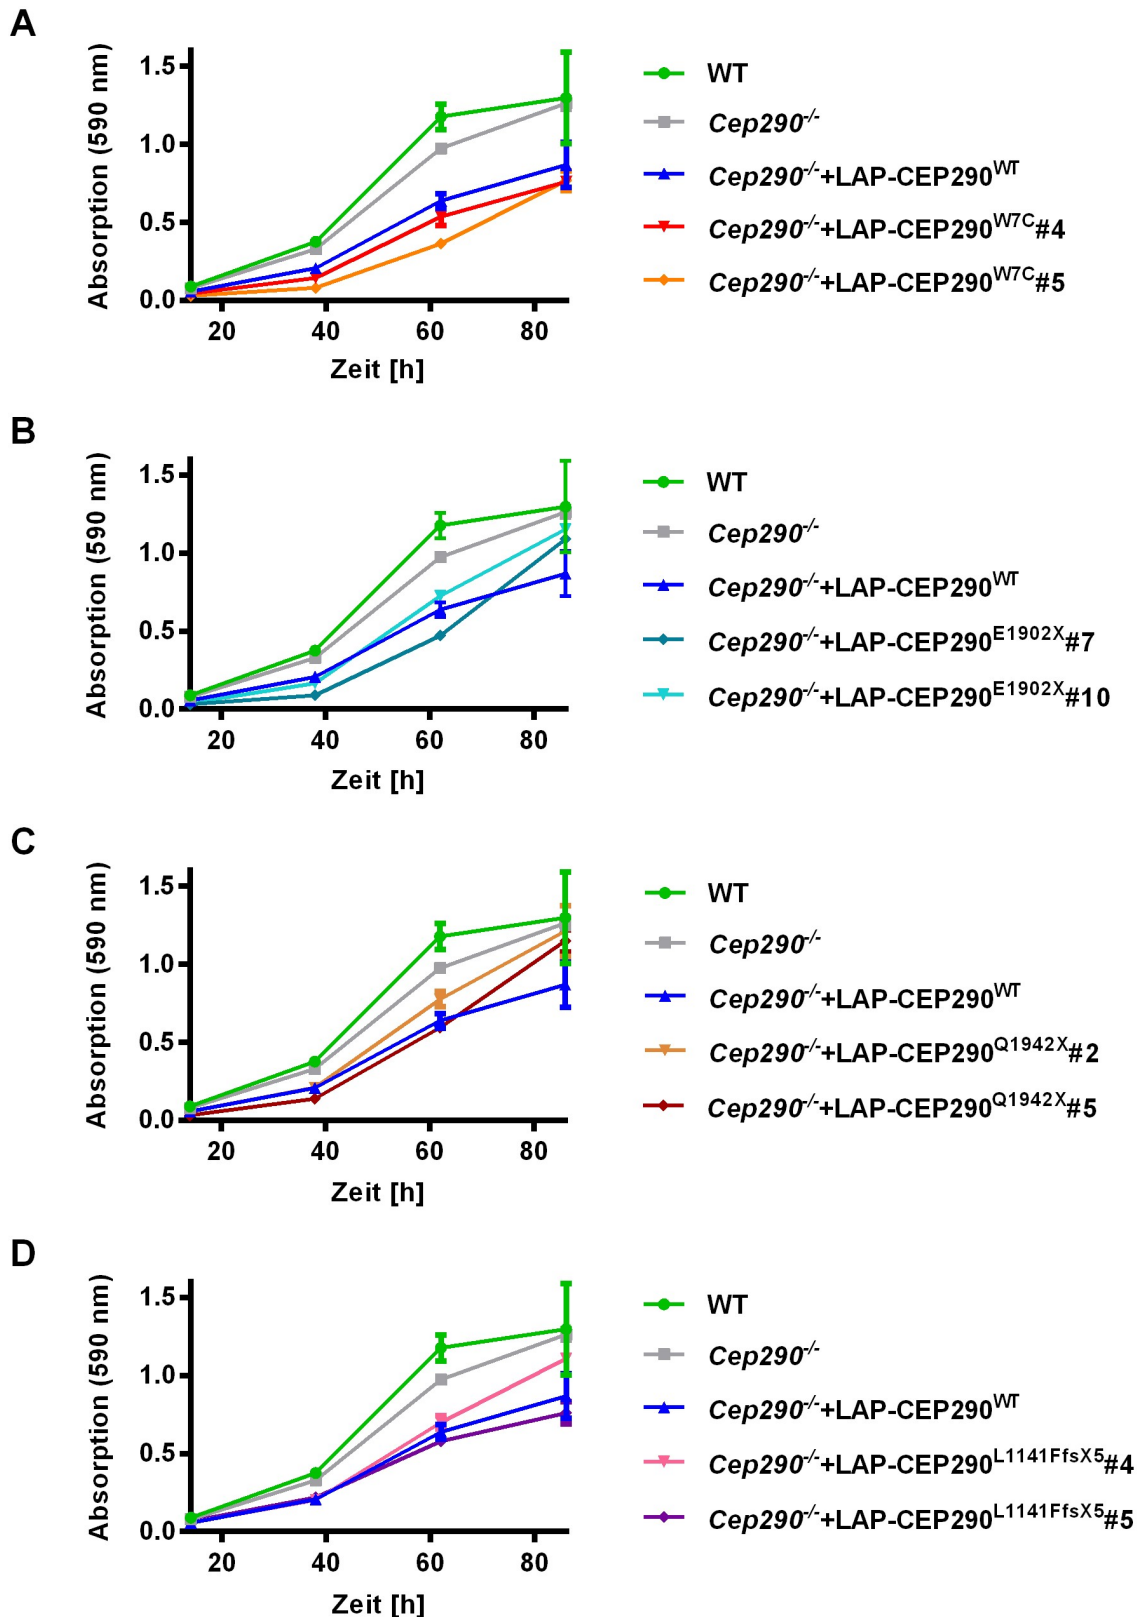 A
Absorption (590 nm)
1.5
1.0
0.5
0.0
20 40 60 80
Zeit [h]
WT
Cep290-/-
Cep290-/-+LAP-CEP290WT
Cep290-/-+LAP-CEP290W7C#4
Cep290-/-+LAP-CEP290W7C#5
B
Absorption (590 nm)
1.5
1.0
0.5
0.0
20 40 60 80
Zeit [h]
WT
Cep290-/-
Cep290-/-+LAP-CEP290WT
Cep290-/-+LAP-CEP290E1902X#7
Cep290-/-+LAP-CEP290E1902X#10
C
Absorption (590 nm)
1.5
1.0
0.5
0.0
20 40 60 80
Zeit [h]
WT
Cep290-/-
Cep290-/-+LAP-CEP290WT
Cep290-/-+LAP-CEP290Q1942X#2
Cep290-/-+LAP-CEP290Q1942X#5
D
Absorption (590 nm)
1.5
1.0
0.5
0.0
20 40 60 80
Zeit [h]
WT
Cep290-/-
Cep290-/-+LAP-CEP290WT
Cep290-/-+LAP-CEP290L1141FfsX5#4
Cep290-/-+LAP-CEP290L1141FfsX5#5